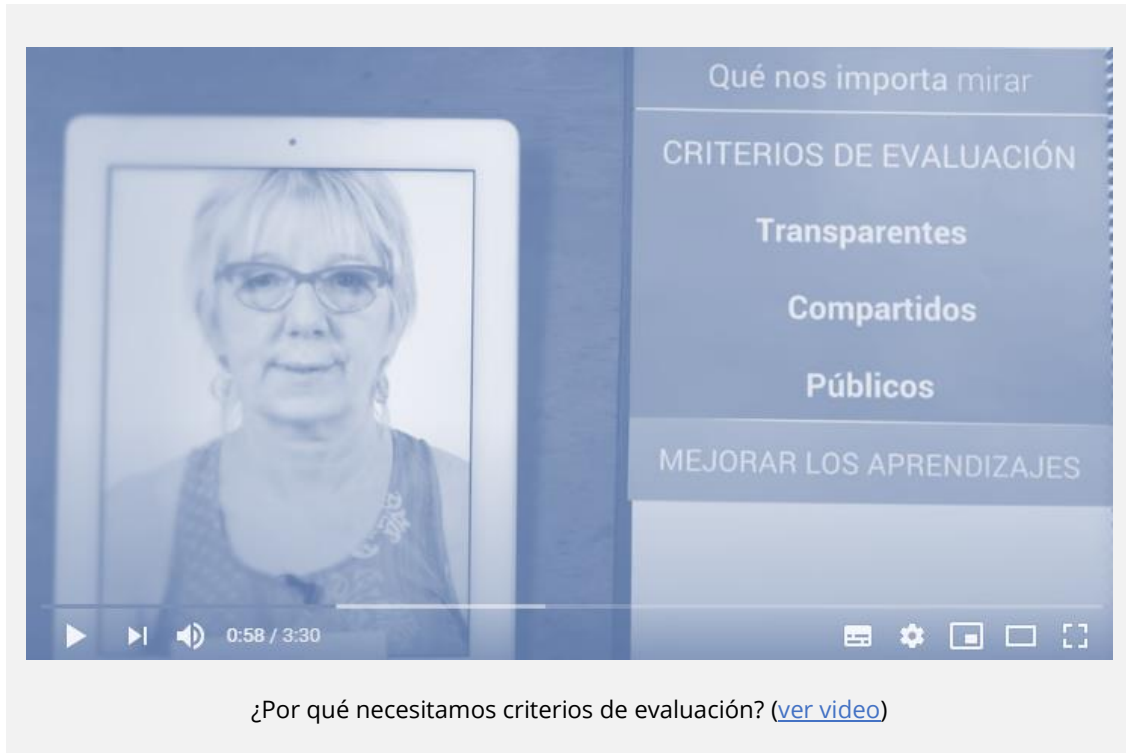 Qué nos importa mirar
CRITERIOS DE EVALUACIÓN
Transparentes
Compartidos
Públicos
MEJORAR LOS APRENDIZAJES
0:58 / 3:30
¿Por qué necesitamos criterios de evaluación? (ver video)